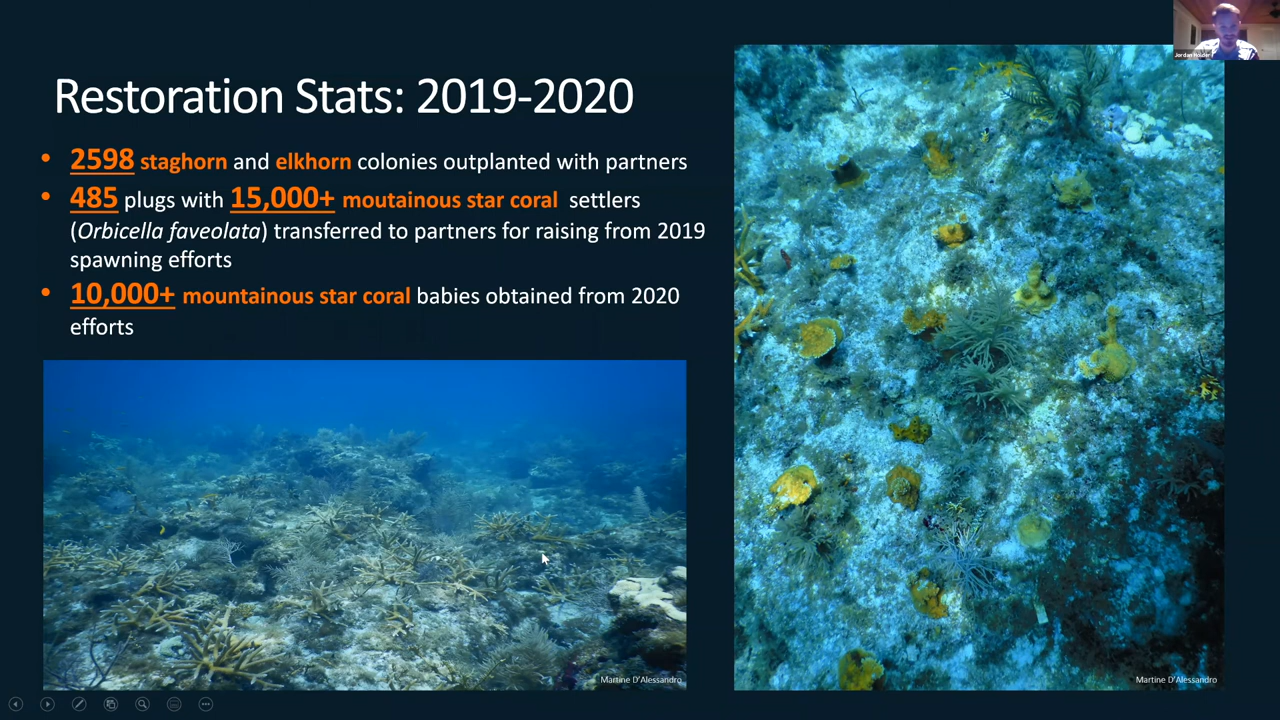 Restoration Stats: 2019-2020
• 2598 staghorn and elkhorn colonies outplanted with partners
• 485 plugs with 15,000+ moutainous star coral settlers
(Orbicella faveolata) transferred to partners for raising from 2019
spawning efforts
• 10,000+ mountainous star coral babies obtained from 2020
efforts
Martine D'Alessandro
Martine D'Alessandro
Jordan Holder